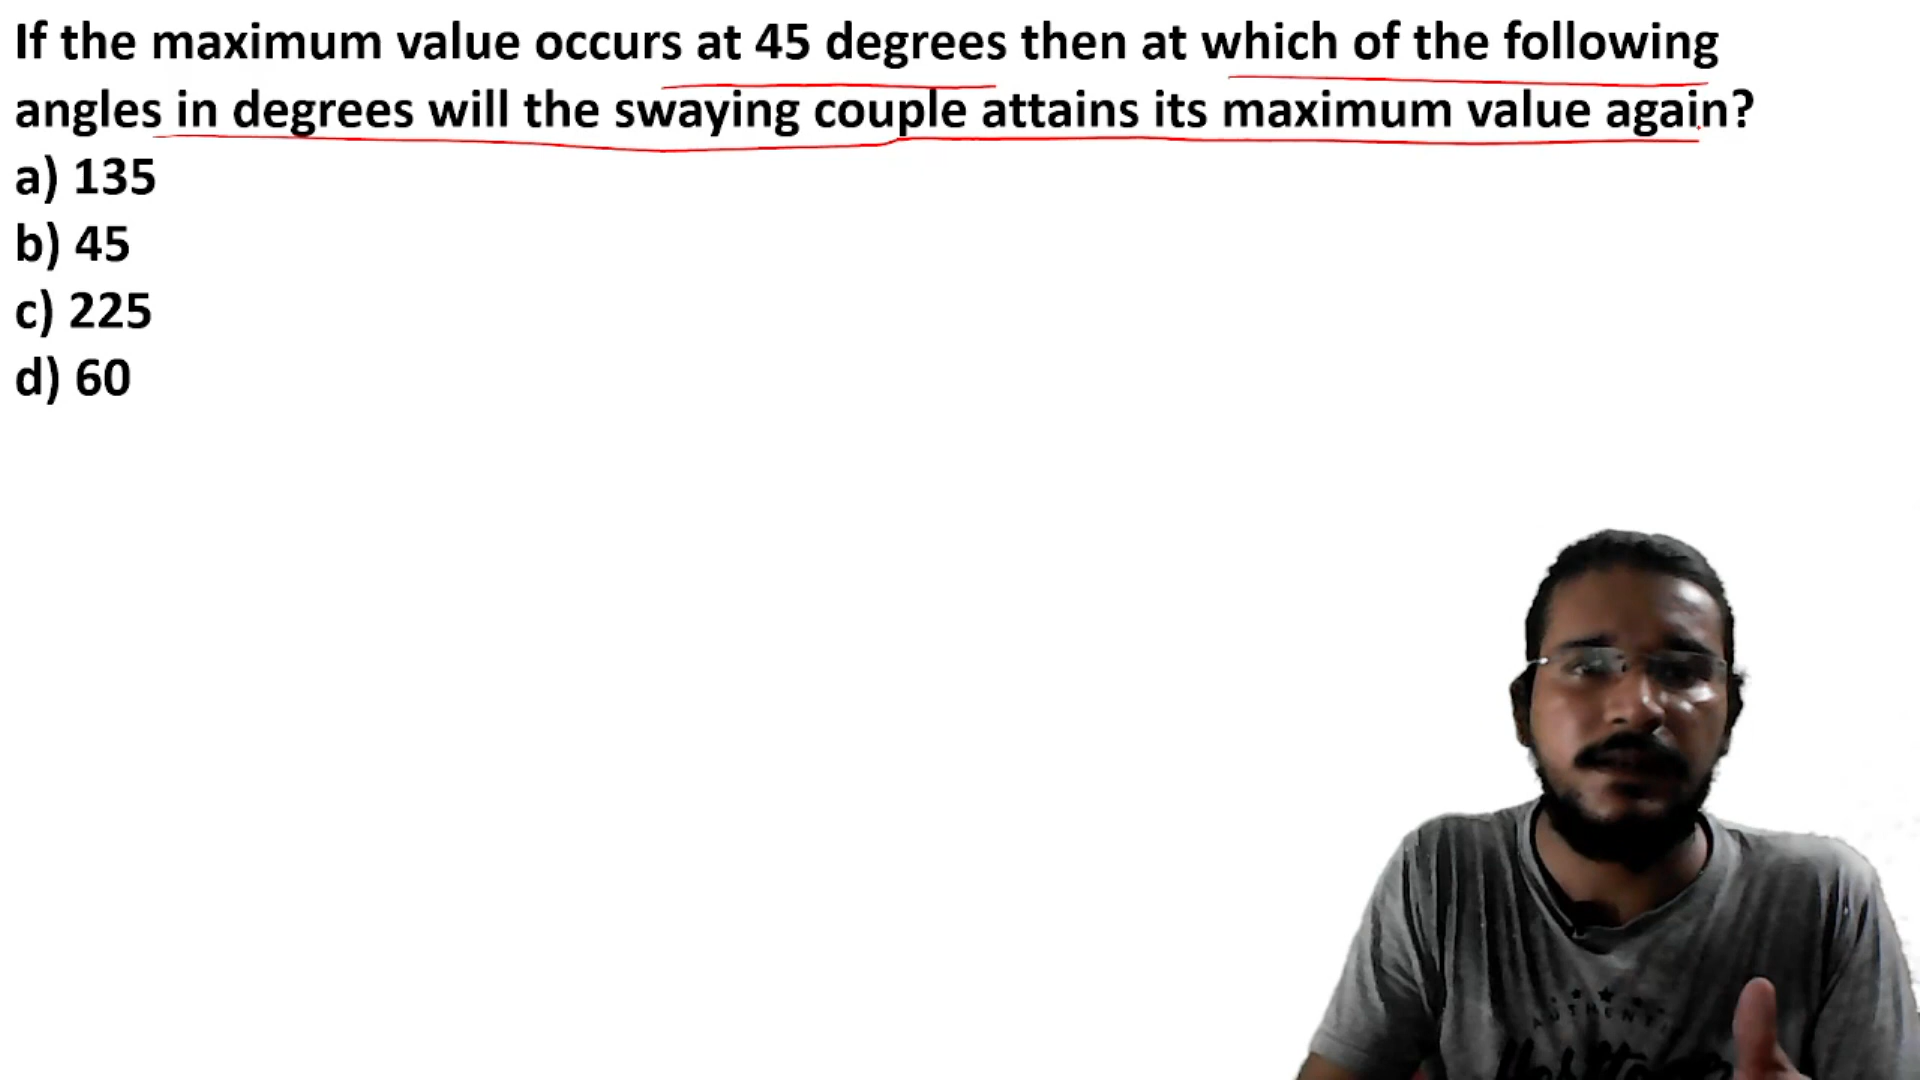 If the maximum value occurs at 45 degrees then at which of the following
angles in degrees will the swaying couple attains its maximum value again?
a) 135
b) 45
c) 225
d) 60